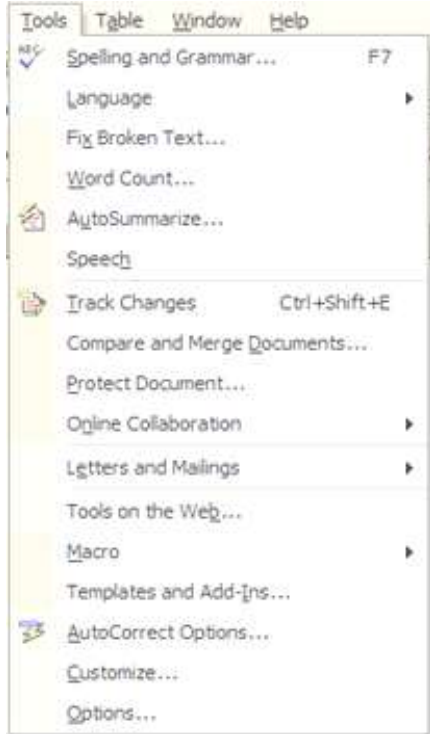 Tools Table Window Help
ABC Spelling and Grammar... F7
Language
Fix Broken Text...
Word Count...
AutoSummarize...
Speech
Track Changes Ctrl+Shift+E
Compare and Merge Documents...
Protect Document...
Online Collaboration
Letters and Mailings
Tools on the Web...
Macro
Templates and Add-Ins...
AutoCorrect Options...
Customize...
Options...